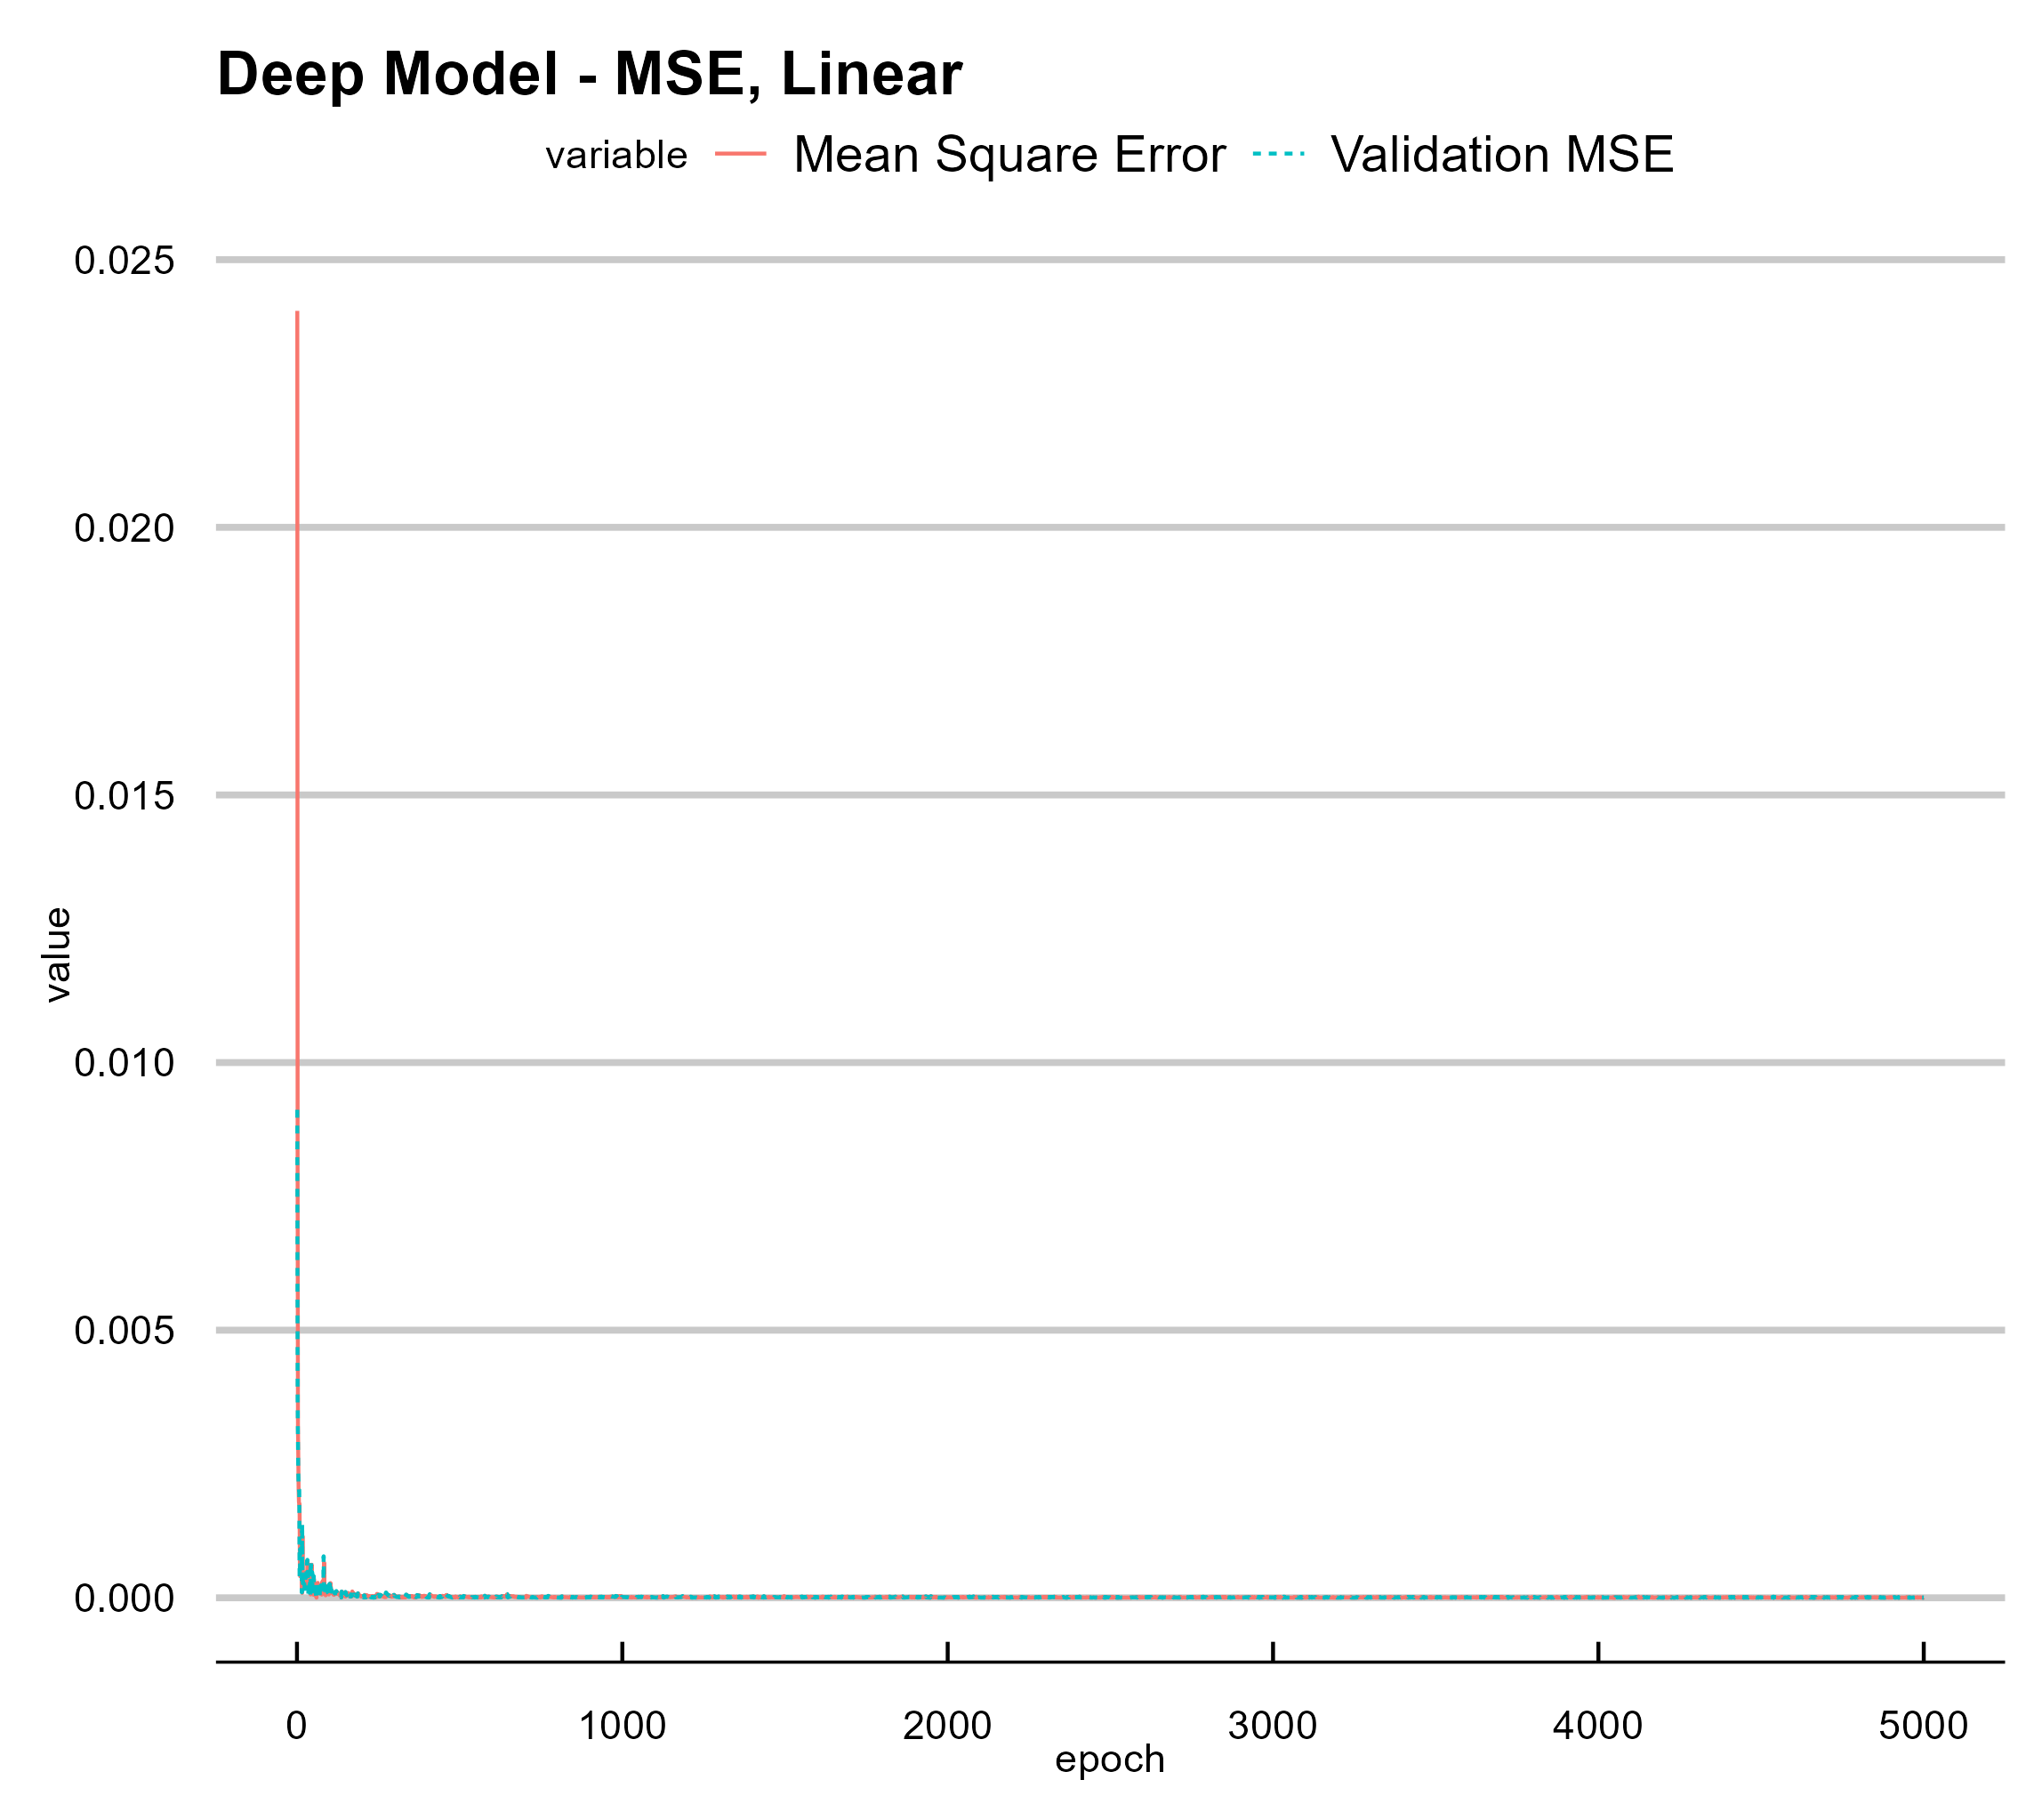 Deep Model - MSE, Linear
variable Mean Square Error Validation MSE
0.025
0.020
0.015
0.010
0.005
0.000
value
0 1000 2000 3000 4000 5000
epoch